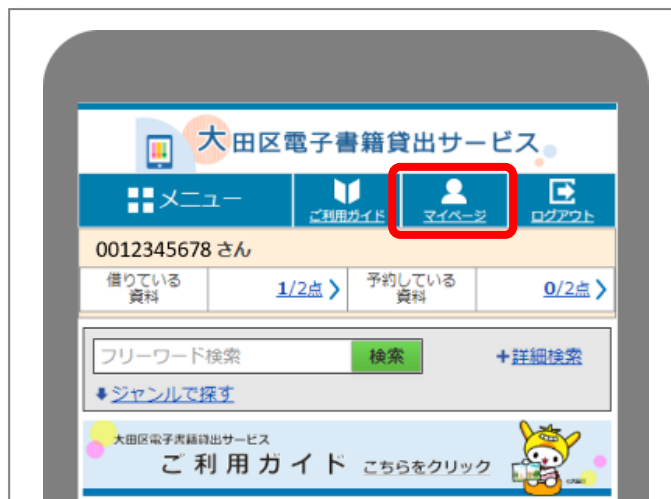 大田区電子書籍貸出サービス
メニュー
ご利用ガイド
マイページ
ログアウト
0012345678 さん
借りている
資料
1/2点
予約している
資料
0/2点
フリーワード検索
検索
+詳細検索
ジャンルで探す
大田区電子書籍貸出サービス
ご利用ガイド こちらをクリック